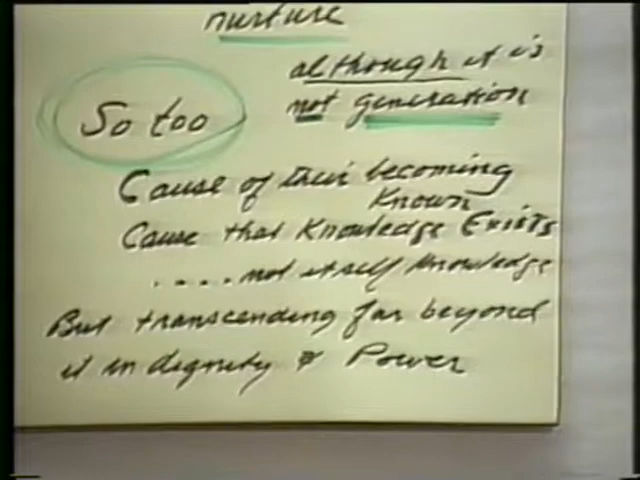 nurture
although it is
not generation
So too
Cause of their becoming
Known
Cause that Knowledge Exists
.... not itself Knowledge
But transcending far beyond
it in dignity & Power